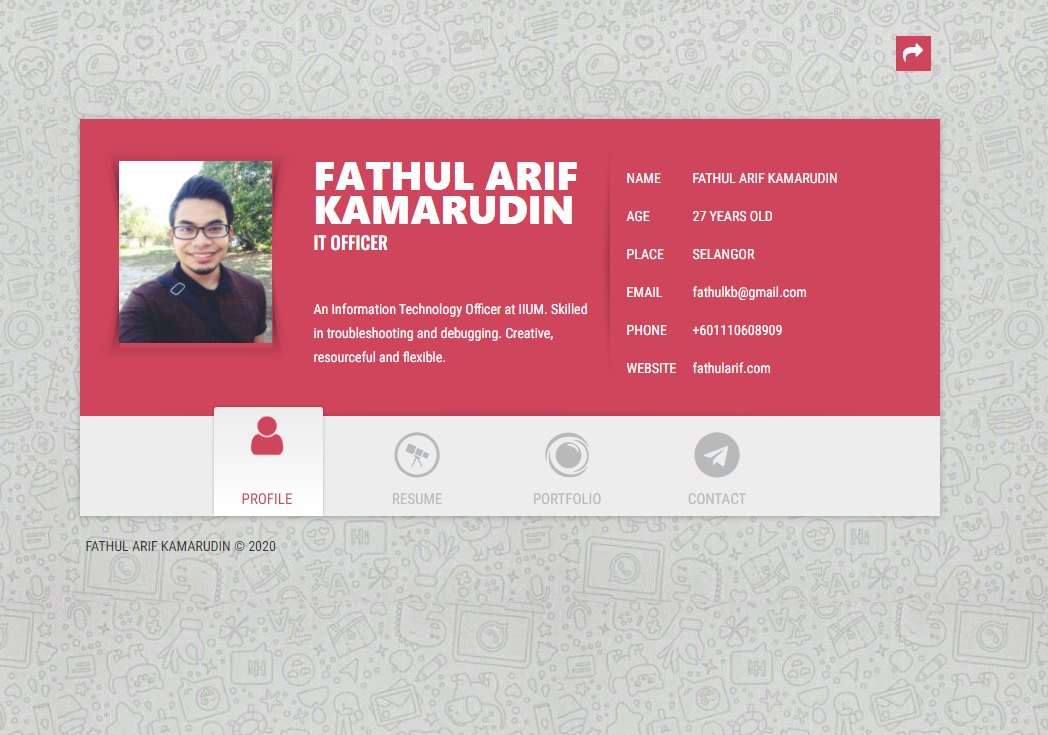 FATHUL ARIF
KAMARUDIN
IT OFFICER
An Information Technology Officer at IIUM. Skilled
in troubleshooting and debugging. Creative,
resourceful and flexible.
NAME FATHUL ARIF KAMARUDIN
AGE 27 YEARS OLD
PLACE SELANGOR
EMAIL fathulkb@gmail.com
PHONE +601110608909
WEBSITE fathularif.com
PROFILE
RESUME
PORTFOLIO
CONTACT
FATHUL ARIF KAMARUDIN © 2020